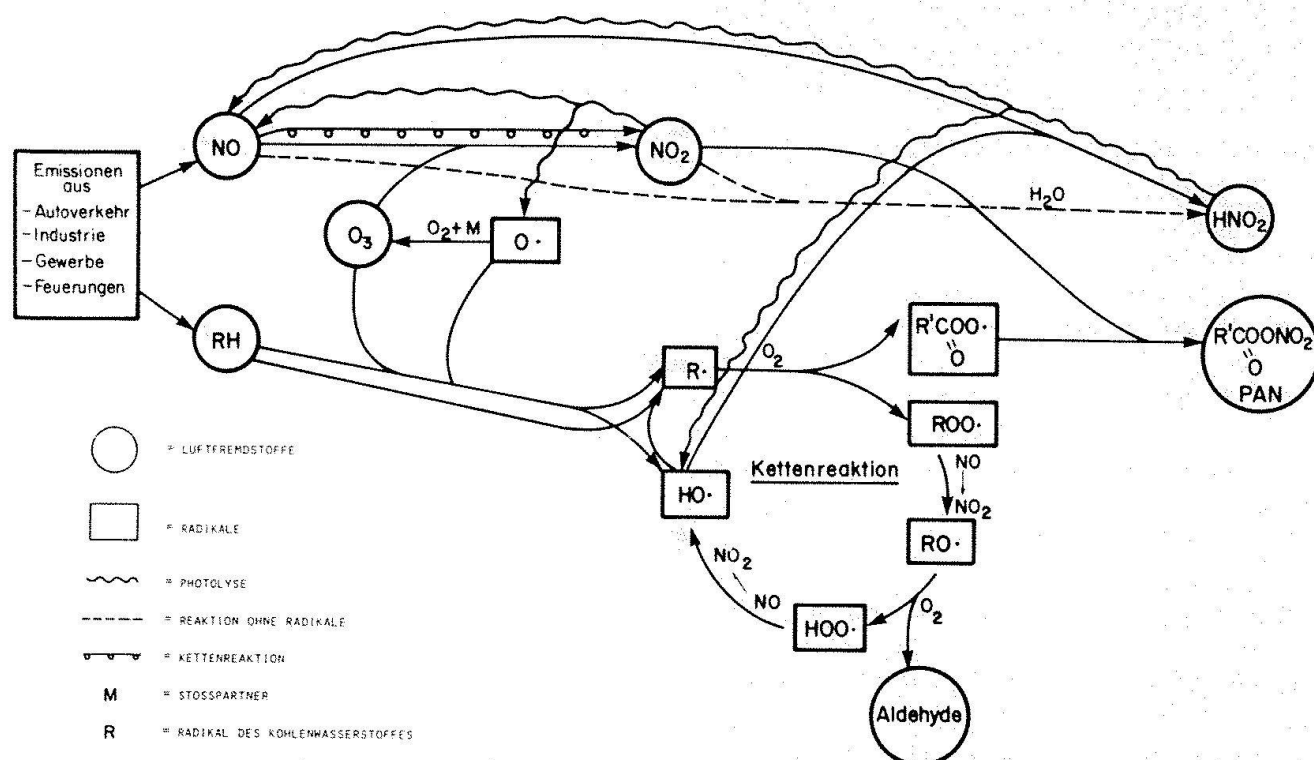 NO
NO₂
Emissionen
aus
- Autoverkehr
- Industrie
- Gewerbe
- Feuerungen
H₂O
HNO₂
O₃
O₂+M
O·
RH
R·
O₂
R'COO·
O
R'COONO₂
O
PAN
ROO·
NO
NO₂
Kettenreaktion
HO·
RO·
NO₂
NO
HOO·
O₂
Aldehyde
= LUFTFREMDSTOFFE
= RADIKALE
= PHOTOLYSE
= REAKTION OHNE RADIKALE
= KETTENREAKTION
M = STOSSPARTNER
R = RADIKAL DES KOHLENWASSERSTOFFES